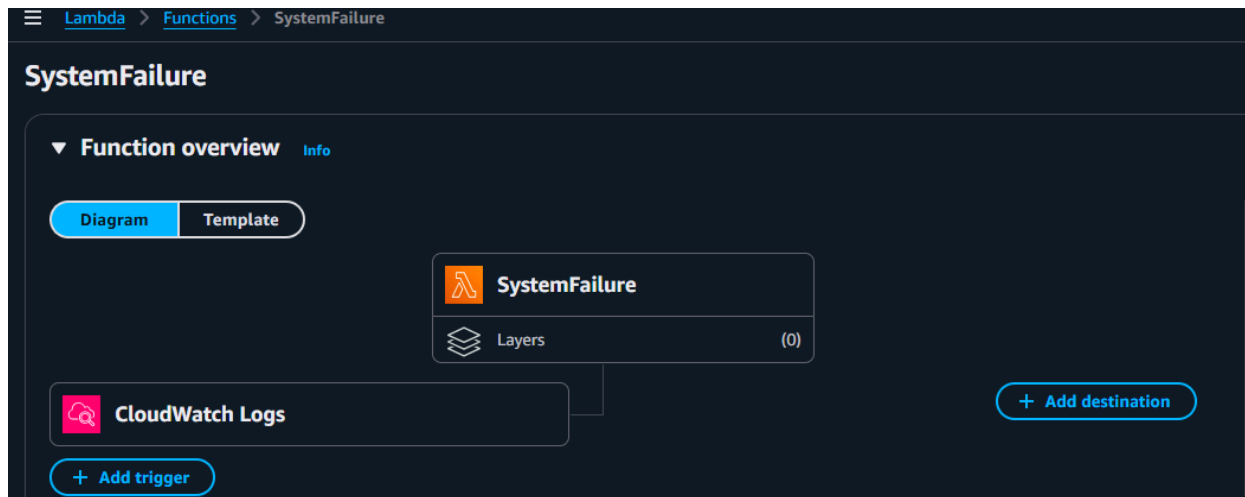 Lambda > Functions > SystemFailure
SystemFailure
Function overview Info
Diagram Template
SystemFailure
Layers (0)
CloudWatch Logs
+ Add destination
+ Add trigger